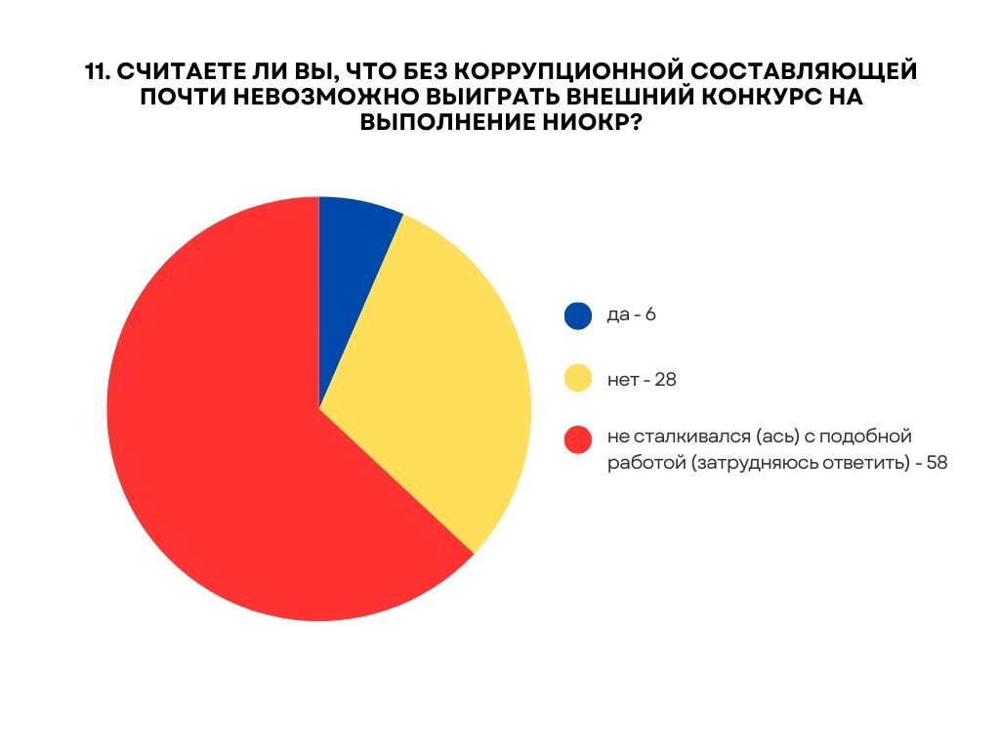 11. СЧИТАЕТЕ ЛИ ВЫ, ЧТО БЕЗ КОРРУПЦИОННОЙ СОСТАВЛЯЮЩЕЙ
ПОЧТИ НЕВОЗМОЖНО ВЫИГРАТЬ ВНЕШНИЙ КОНКУРС НА
ВЫПОЛНЕНИЕ НИОКР?
да - 6
нет - 28
не сталкивался (ась) с подобной
работой (затрудняюсь ответить) - 58